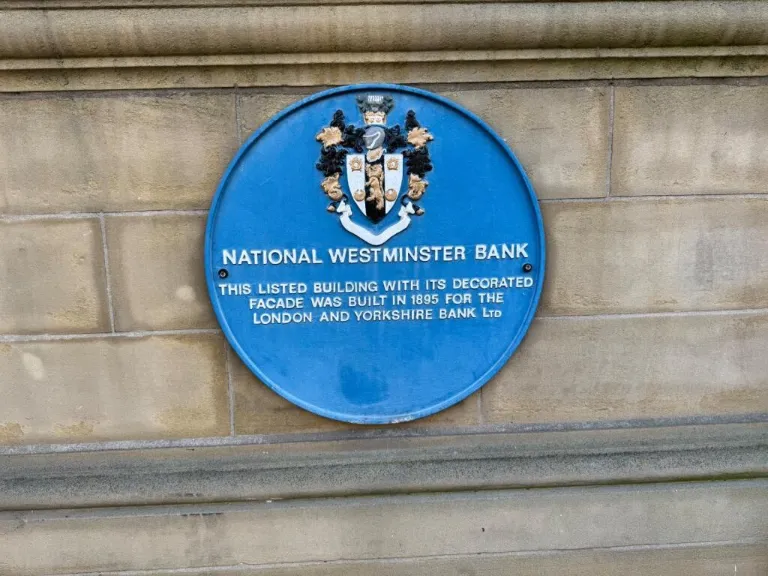 NATIONAL WESTMINSTER BANK
THIS LISTED BUILDING WITH ITS DECORATED
FACADE WAS BUILT IN 1895 FOR THE
LONDON AND YORKSHIRE BANK LTD